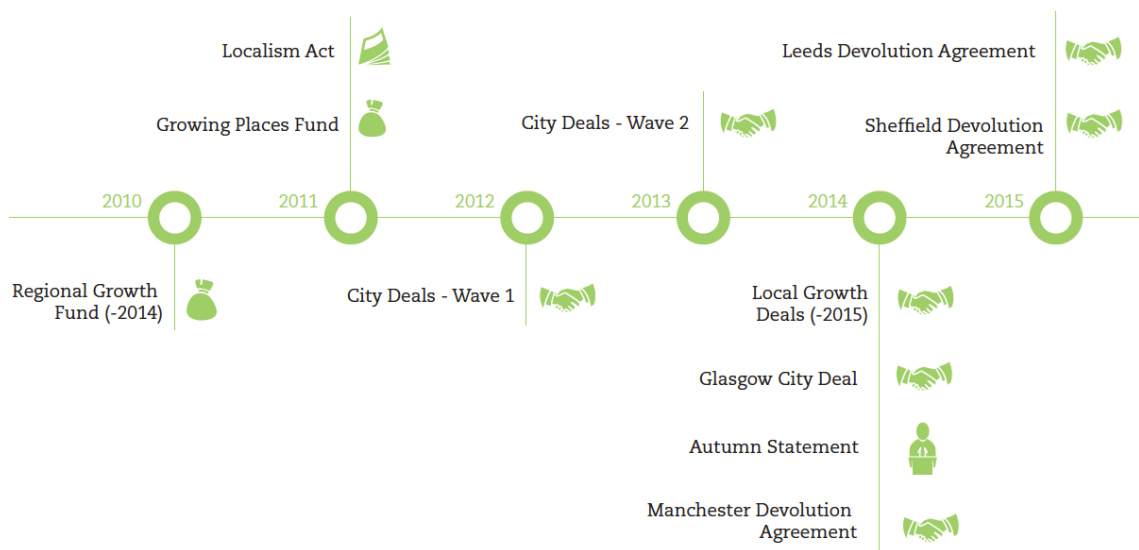 Localism Act
Growing Places Fund
City Deals - Wave 2
Leeds Devolution Agreement
Sheffield Devolution
Agreement
2010
2011
2012
2013
2014
2015
Regional Growth
Fund (-2014)
City Deals - Wave 1
Local Growth
Deals (-2015)
Glasgow City Deal
Autumn Statement
Manchester Devolution
Agreement